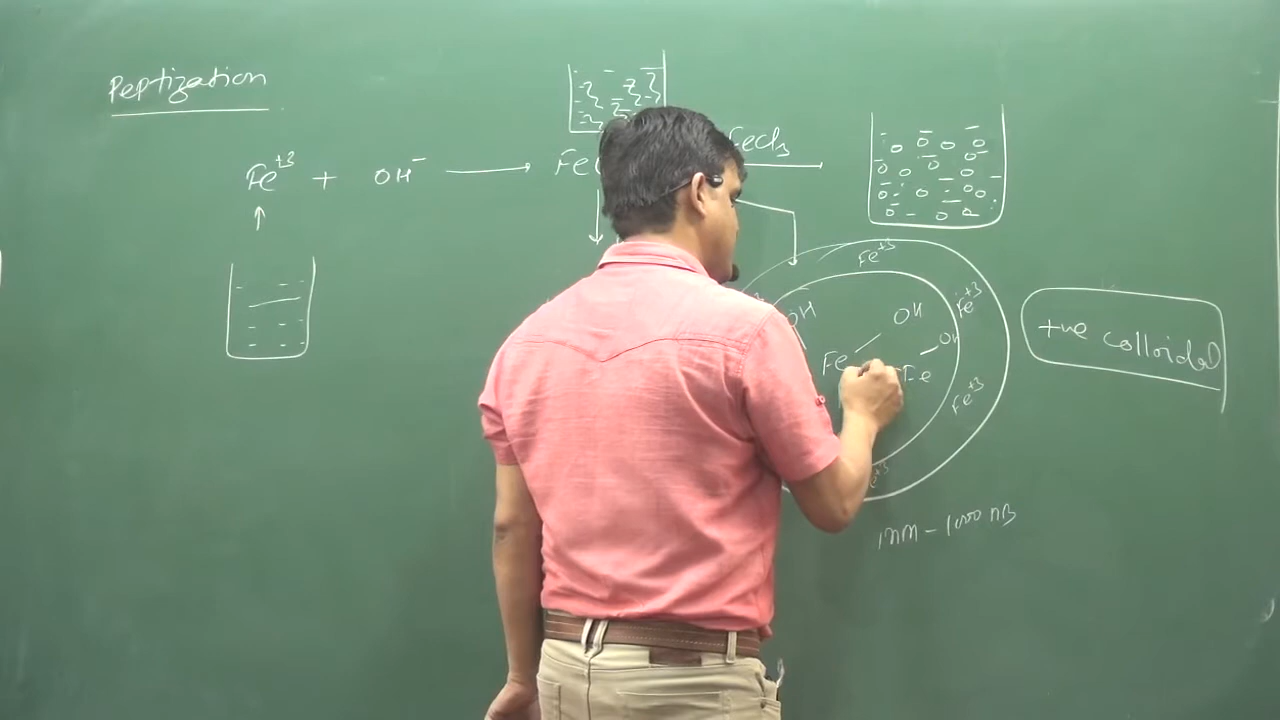 Peptization
Fe+3 + OH− ⟶ Fe
FeCl3
Fe+3
OH
OH
Fe+3
OH
+ve colloidal
Fe
Fe
Fe+3
1nm – 1000 nm